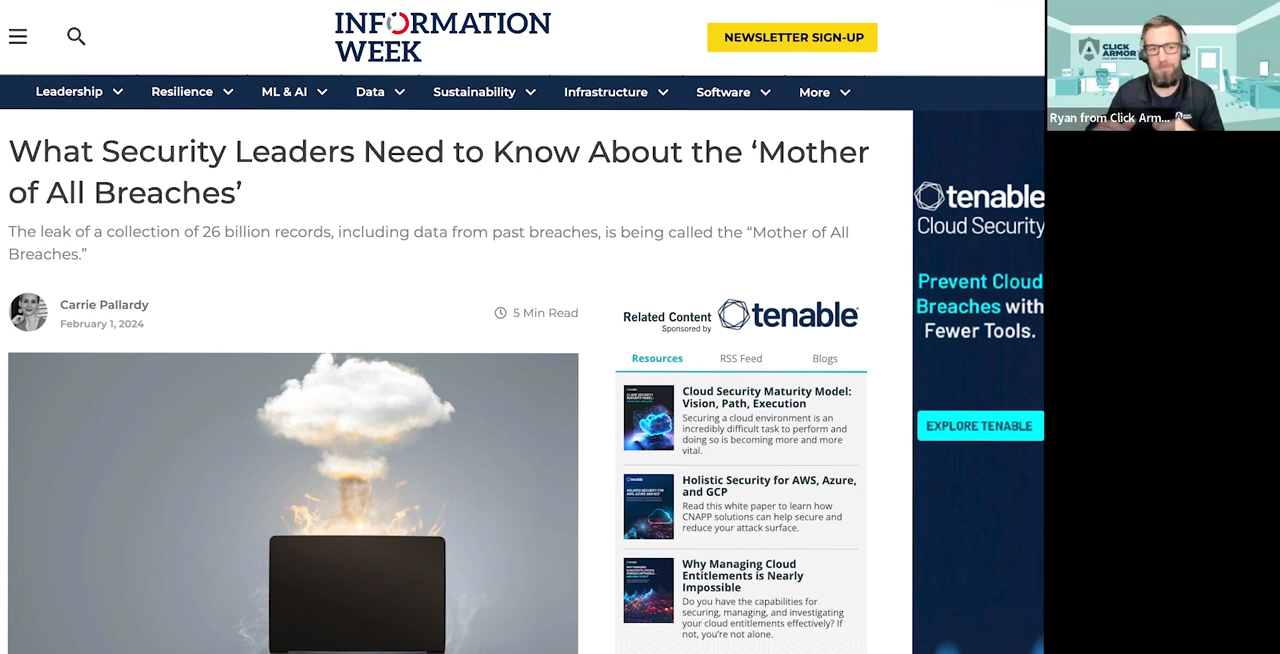 INFORMATION
WEEK
NEWSLETTER SIGN-UP
Leadership
Resilience
ML & AI
Data
Sustainability
Infrastructure
Software
More
What Security Leaders Need to Know About the ‘Mother
of All Breaches’
The leak of a collection of 26 billion records, including data from past breaches, is being called the “Mother of All
Breaches.”
Carrie Pallardy
February 1, 2024
5 Min Read
Related Content
Sponsored by
tenable
Resources
RSS Feed
Blogs
Cloud Security Maturity Model:
Vision, Path, Execution
Securing a cloud environment is an
incredibly difficult task to perform and
doing so is becoming more and more
vital.
Holistic Security for AWS, Azure,
and GCP
Read this white paper to learn how
CNAPP solutions can help secure and
reduce your attack surface.
Why Managing Cloud
Entitlements is Nearly
Impossible
Do you have the capabilities for
securing, managing, and investigating
your cloud entitlements effectively? If
not, you’re not alone.
tenable
Cloud Security
Prevent Cloud
Breaches with
Fewer Tools.
EXPLORE TENABLE
CLICK
ARMOR
Ryan from Click Arm...